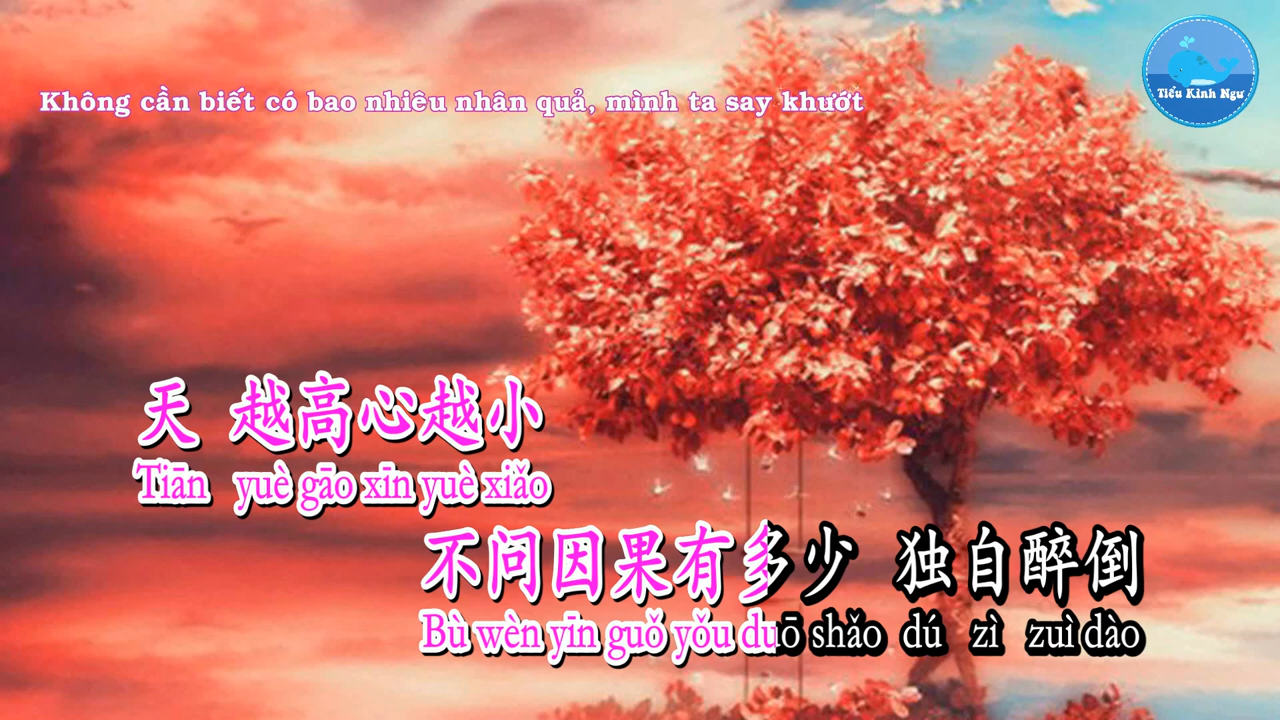 Tiểu Kình Ngư
Không cần biết có bao nhiêu nhân quả, mình ta say khướt
天 越高心越小
Tiān yuè gāo xīn yuè xiǎo
不问因果有多少 独自醉倒
Bù wèn yīn guǒ yǒu duō shǎo dú zì zuì dào